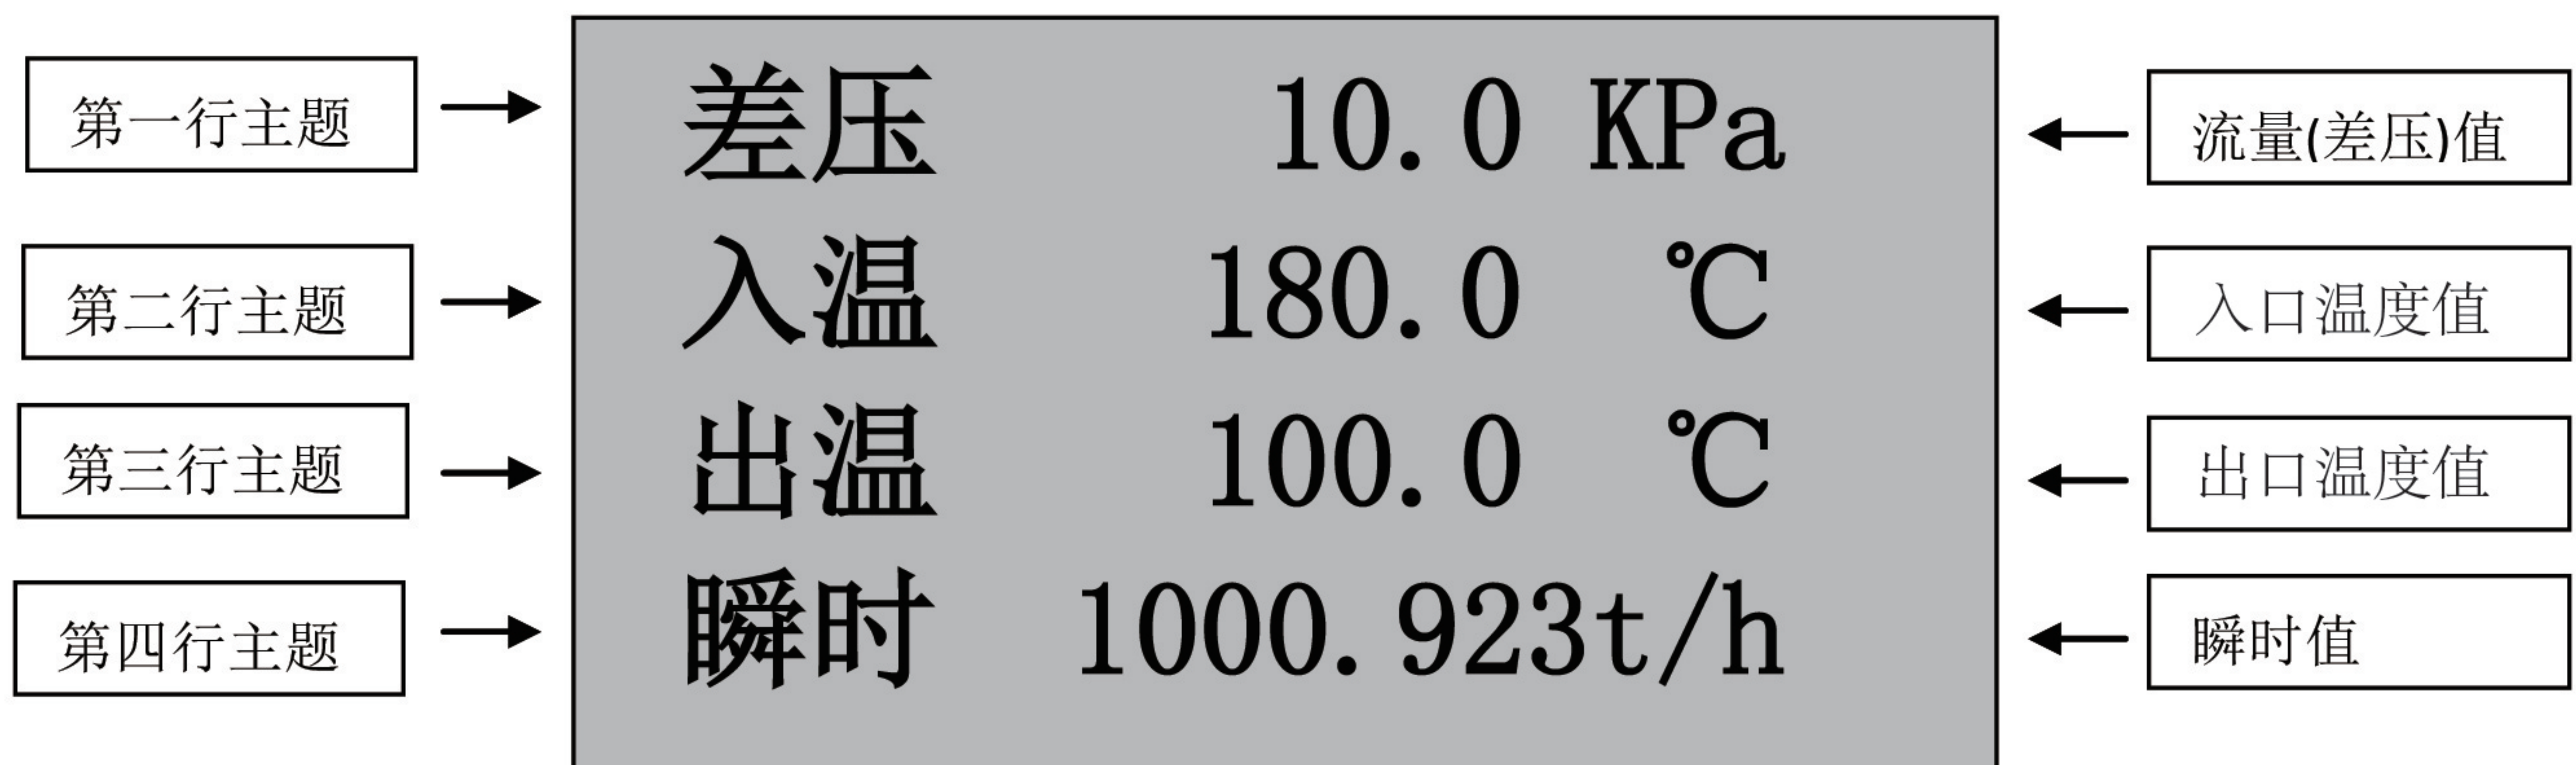 第一行主题 差压 10.0 KPa 流量(差压)值
第二行主题 入温 180.0 ℃ 入口温度值
第三行主题 出温 100.0 ℃ 出口温度值
第四行主题 瞬时 1000.923t/h 瞬时值